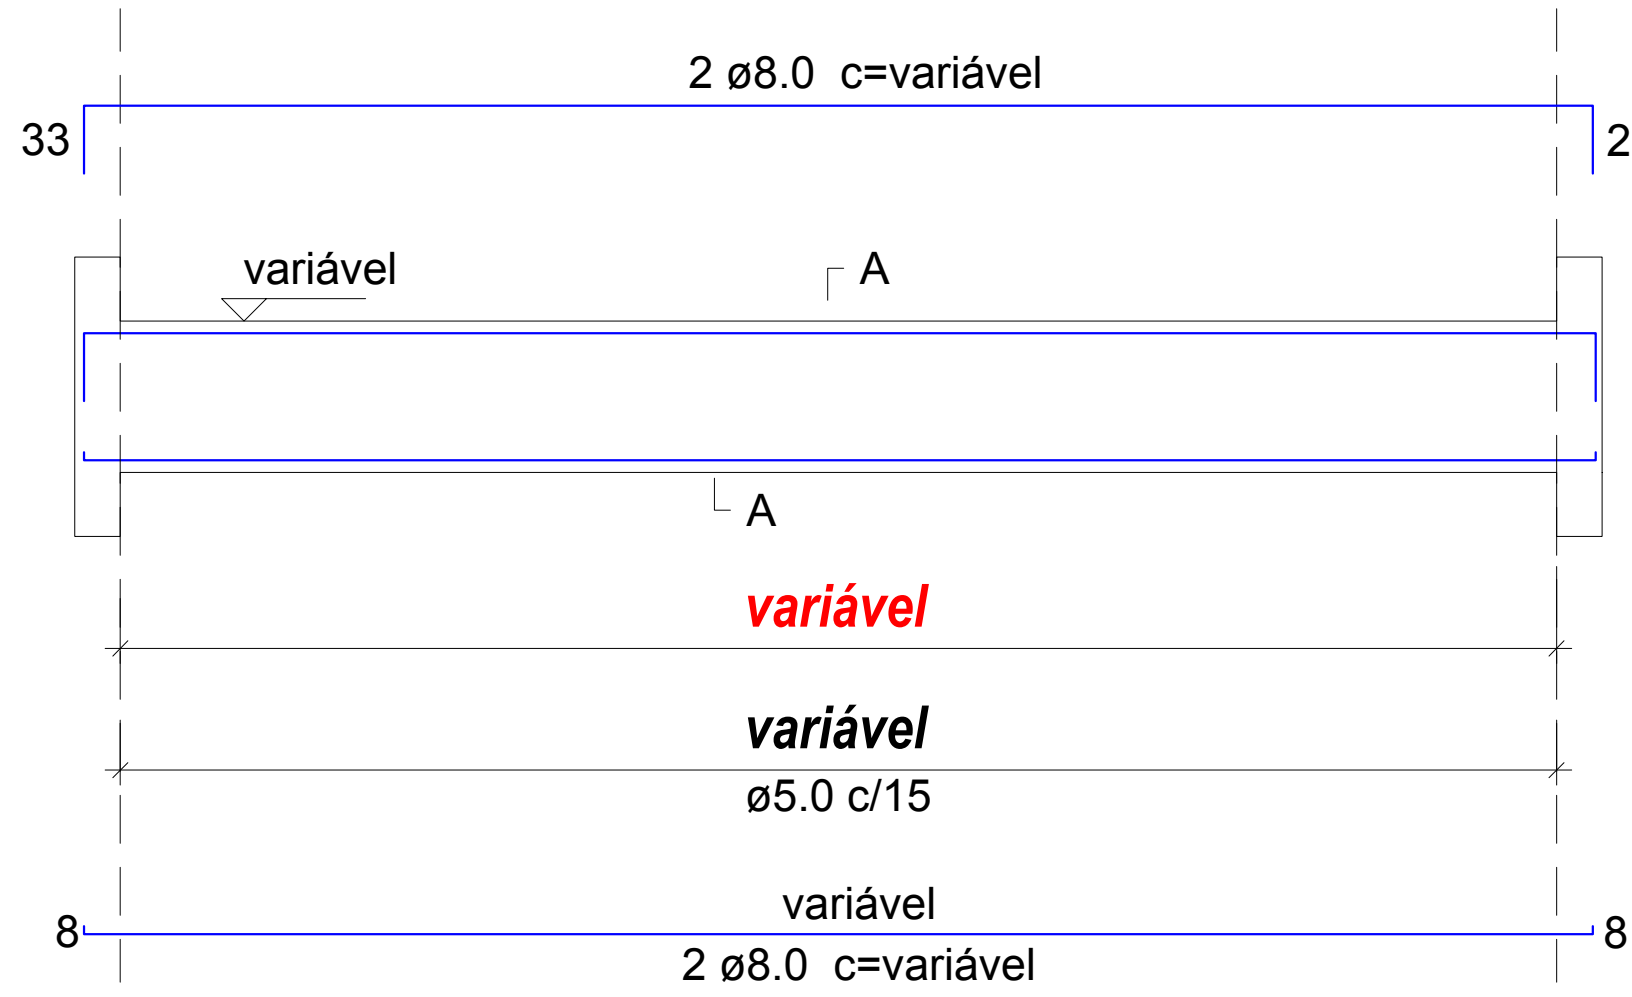 2 ø8.0 c=variável
33
2
variável
A
A
variável
variável
ø5.0 c/15
variável
8
8
2 ø8.0 c=variável